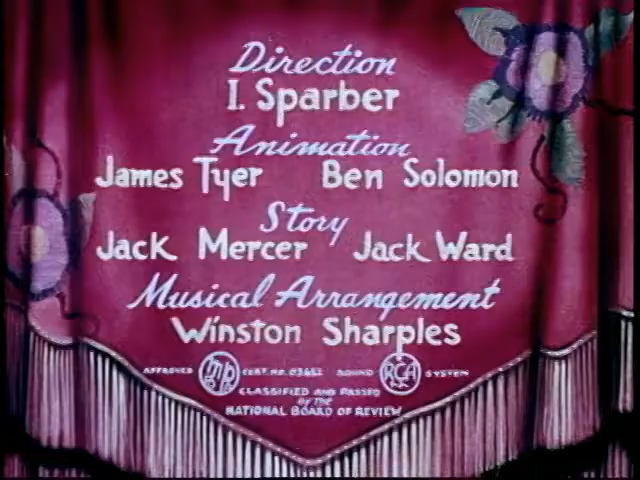 Direction
I. Sparber
Animation
James Tyer Ben Solomon
Story
Jack Mercer Jack Ward
Musical Arrangement
Winston Sharples
APPROVED CERT. NO. SOUND RCA SYSTEM
CLASSIFIED AND PASSED
BY THE
NATIONAL BOARD OF REVIEW